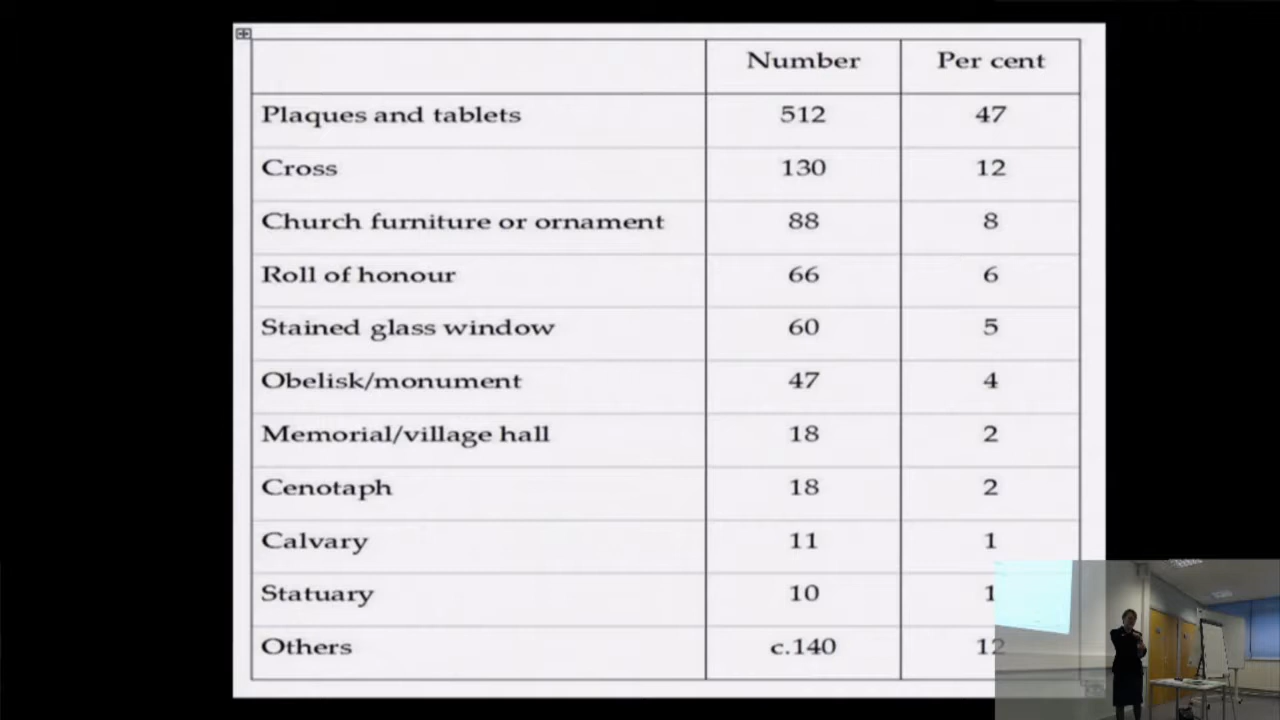 Number Per cent
Plaques and tablets 512 47
Cross 130 12
Church furniture or ornament 88 8
Roll of honour 66 6
Stained glass window 60 5
Obelisk/monument 47 4
Memorial/village hall 18 2
Cenotaph 18 2
Calvary 11 1
Statuary 10 1
Others c.140 12